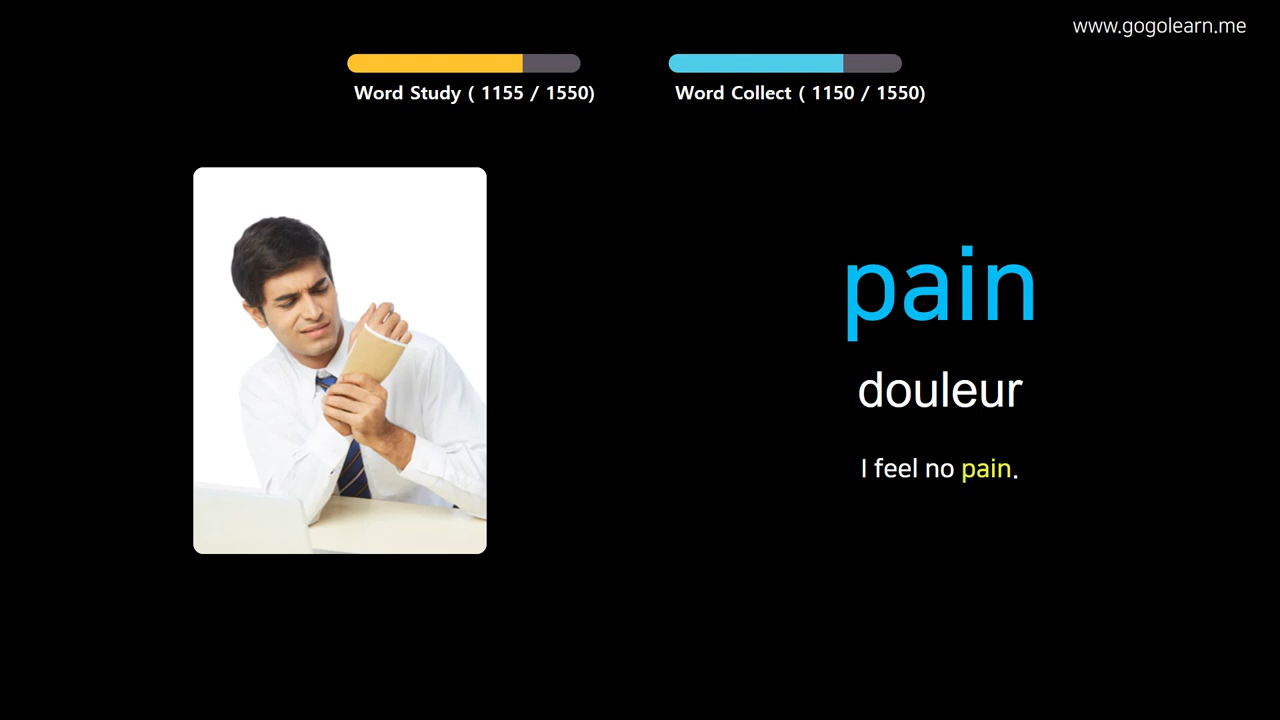 www.gogolearn.me
Word Study ( 1155 / 1550)
Word Collect ( 1150 / 1550)
pain
douleur
I feel no pain.